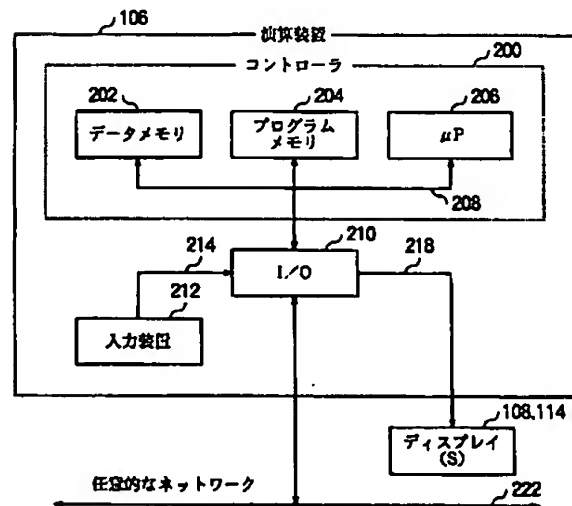 106
演算装置
コントローラ
200
202
204
206
データメモリ
プログラム
メモリ
μP
208
210
214
218
I/O
212
入力装置
108,114
ディスプレイ
(S)
任意的なネットワーク
222